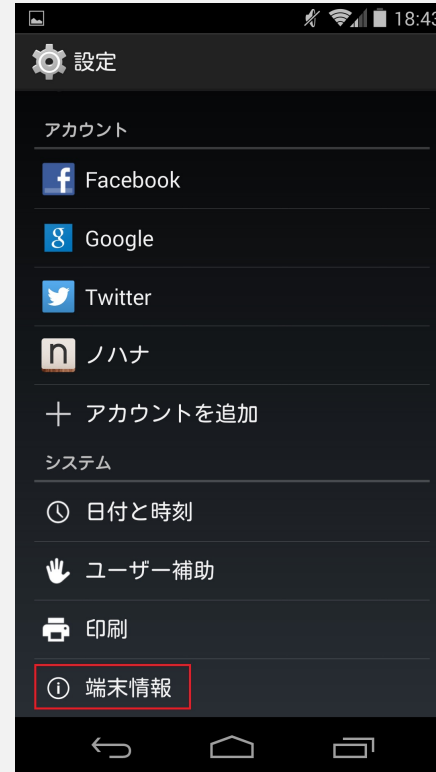 18:43
設定
アカウント
Facebook
Google
Twitter
ノハナ
アカウントを追加
システム
日付と時刻
ユーザー補助
印刷
端末情報